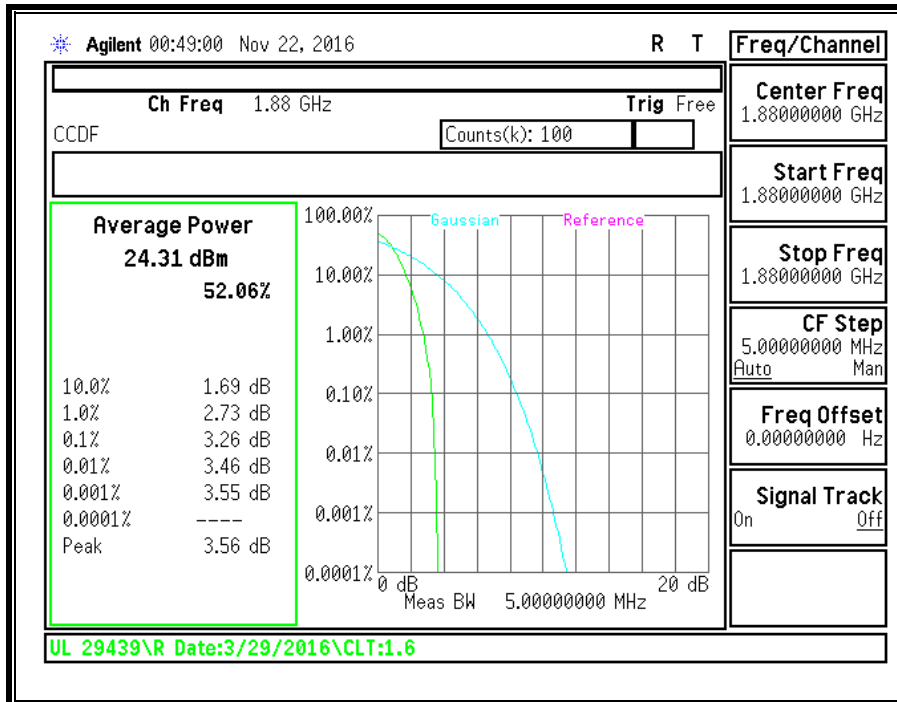 Agilent 00:49:00 Nov 22, 2016 R T
Ch Freq 1.88 GHz Trig Free
CCDF Counts(k): 100
Average Power
24.31 dBm
52.06%
10.0% 1.69 dB
1.0% 2.73 dB
0.1% 3.26 dB
0.01% 3.46 dB
0.001% 3.55 dB
0.0001% ----
Peak 3.56 dB
Gaussian Reference
100.00%
10.00%
1.00%
0.10%
0.01%
0.001%
0.0001%
0 dB 20 dB
Meas BW 5.00000000 MHz
Freq/Channel
Center Freq
1.88000000 GHz
Start Freq
1.88000000 GHz
Stop Freq
1.88000000 GHz
CF Step
5.00000000 MHz
Auto Man
Freq Offset
0.00000000 Hz
Signal Track
On Off
UL 29439\R Date:3/29/2016\CLT:1.6